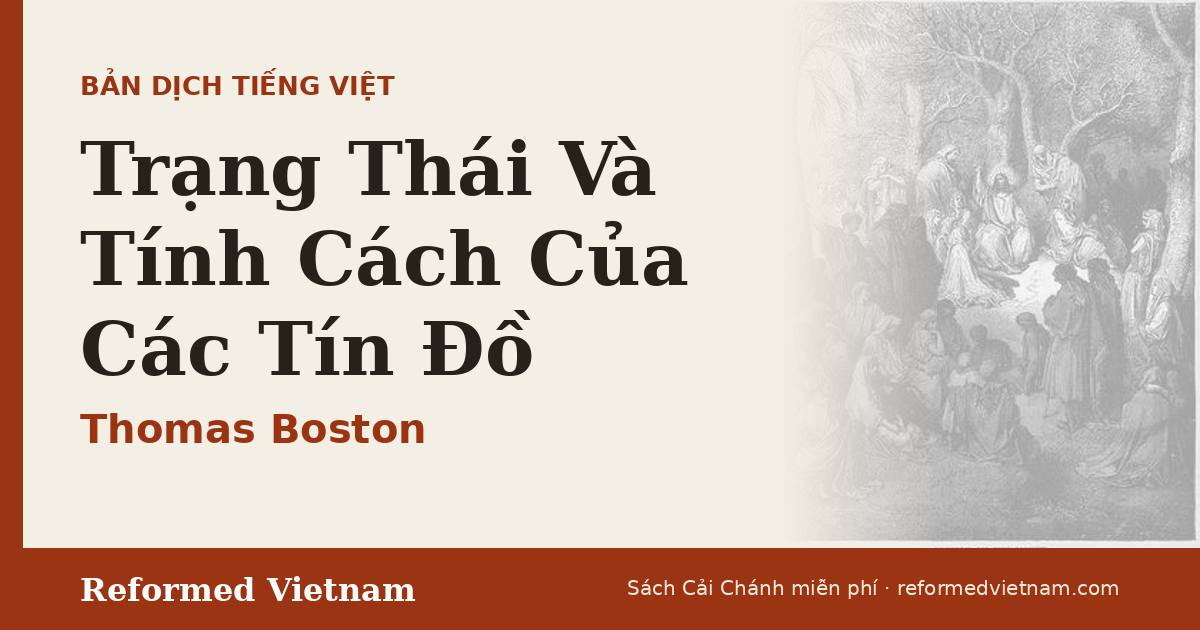 BẢN DỊCH TIẾNG VIỆT
Trạng Thái Và
Tính Cách Của
Các Tín Đồ
Thomas Boston
Reformed Vietnam
Sách Cải Chánh miễn phí · reformedvietnam.com